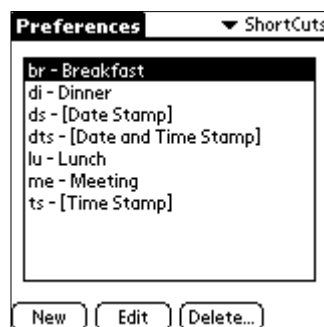 Preferences ShortCuts
br - Breakfast
di - Dinner
ds - [Date Stamp]
dts - [Date and Time Stamp]
lu - Lunch
me - Meeting
ts - [Time Stamp]
New Edit Delete...